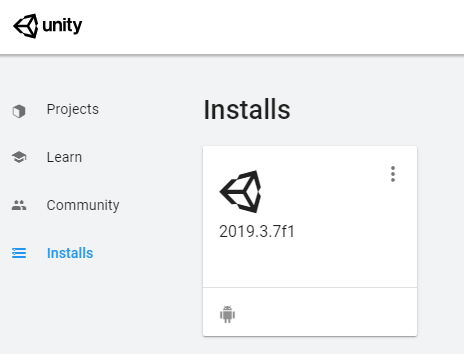 unity
Projects
Learn
Community
Installs
Installs
2019.3.7f1